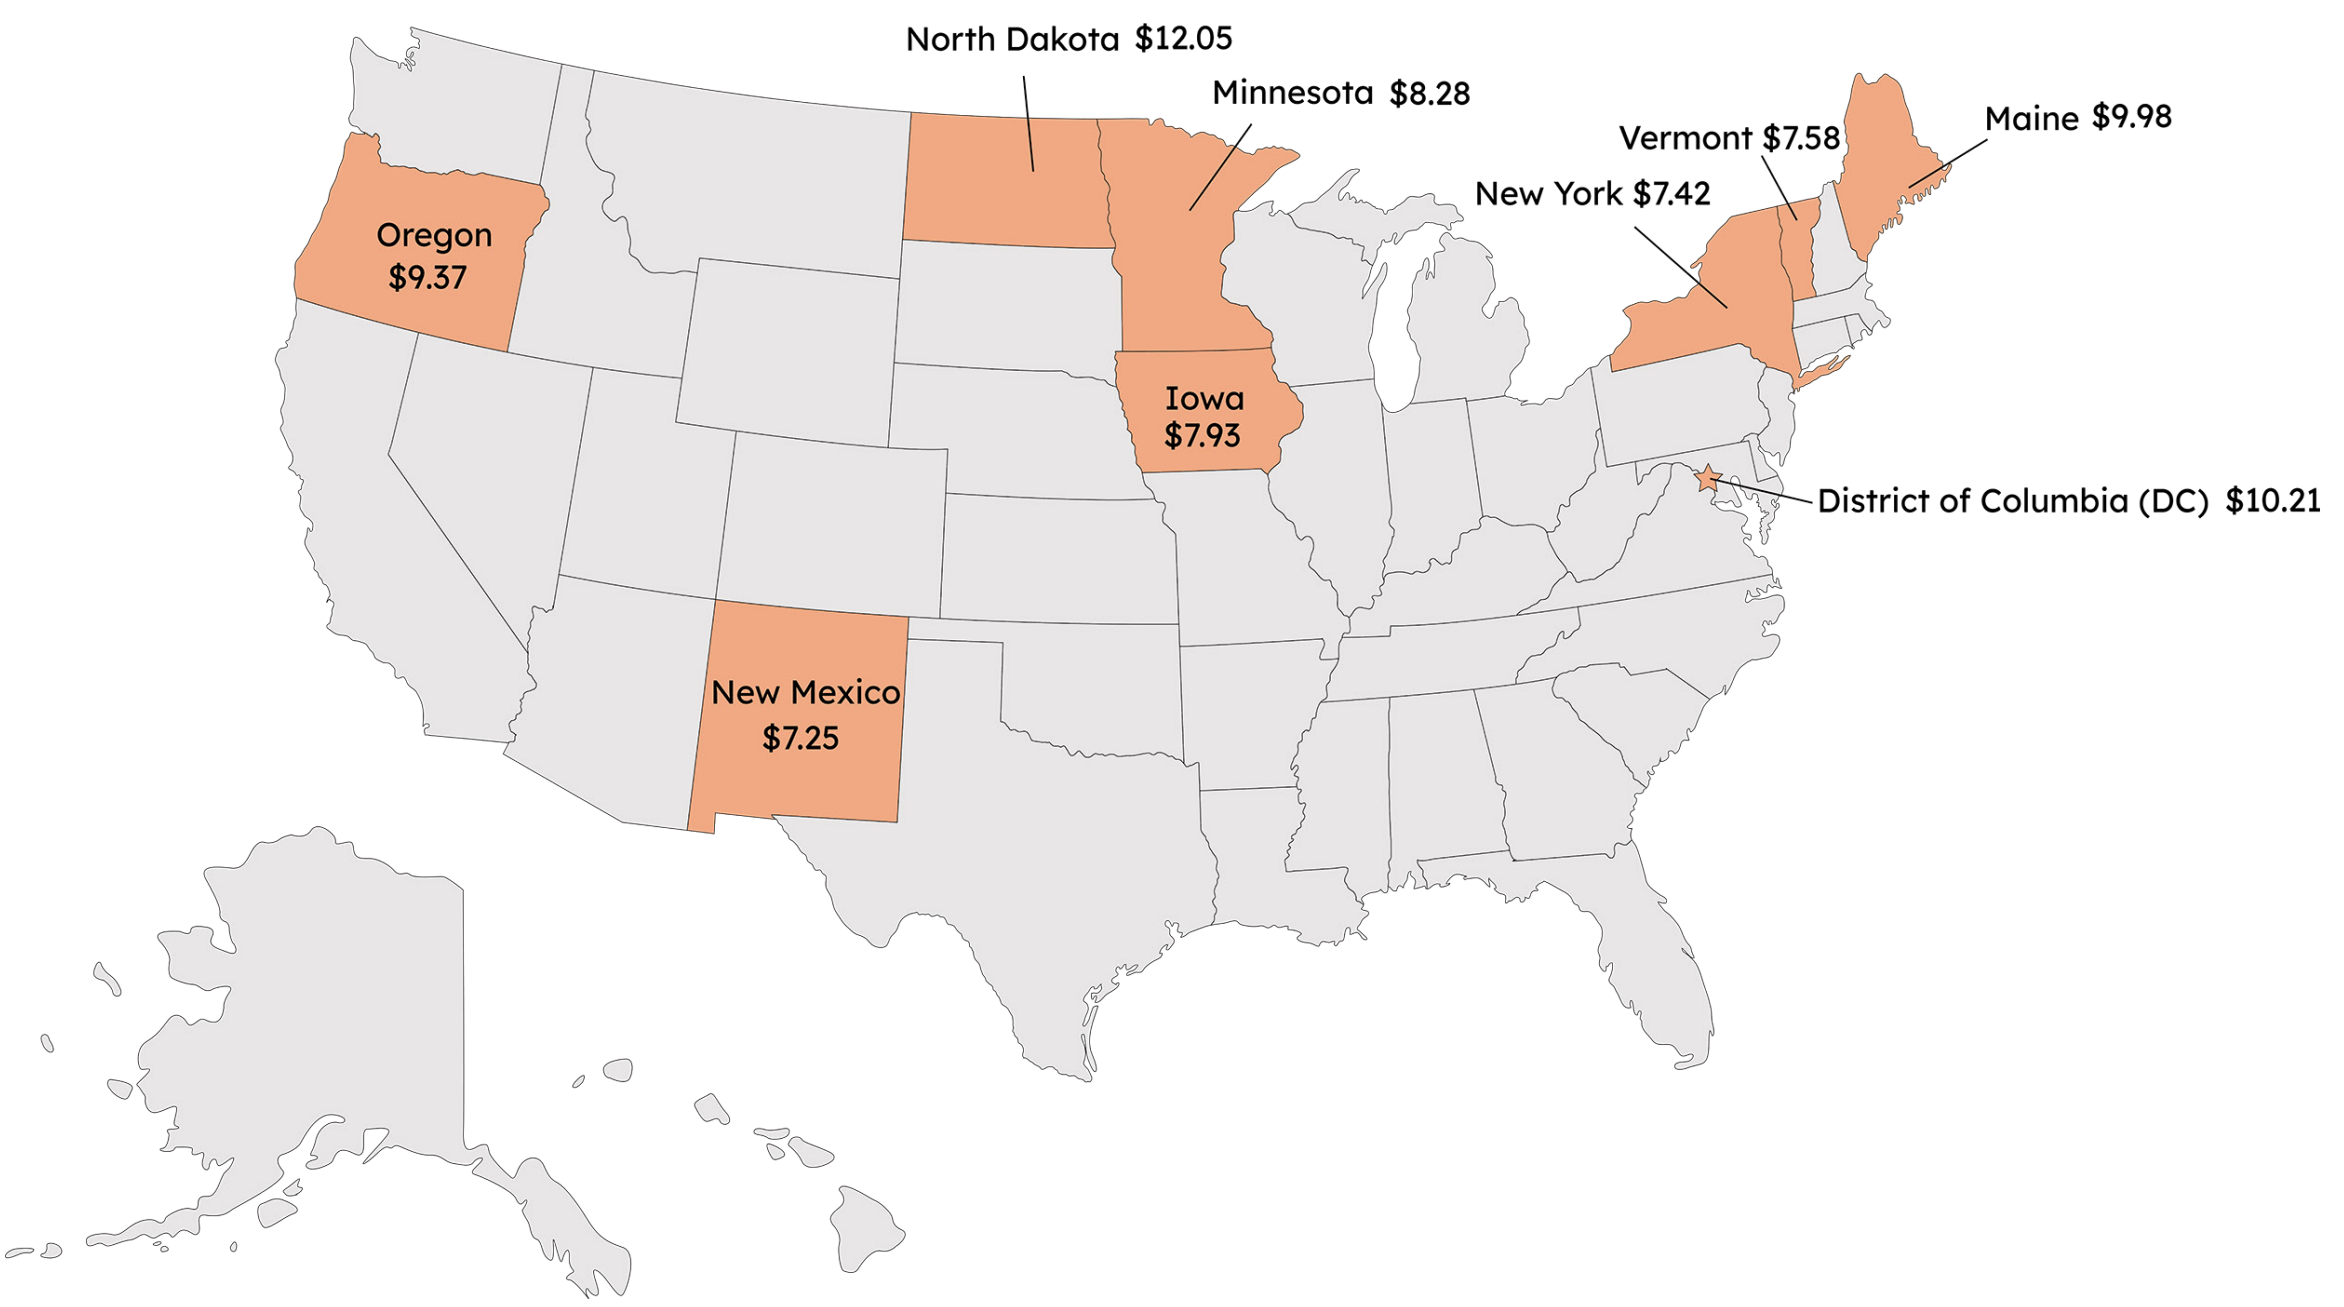 North Dakota $12.05
Minnesota $8.28
Maine $9.98
Vermont $7.58
New York $7.42
Oregon
$9.37
Iowa
$7.93
District of Columbia (DC) $10.21
New Mexico
$7.25